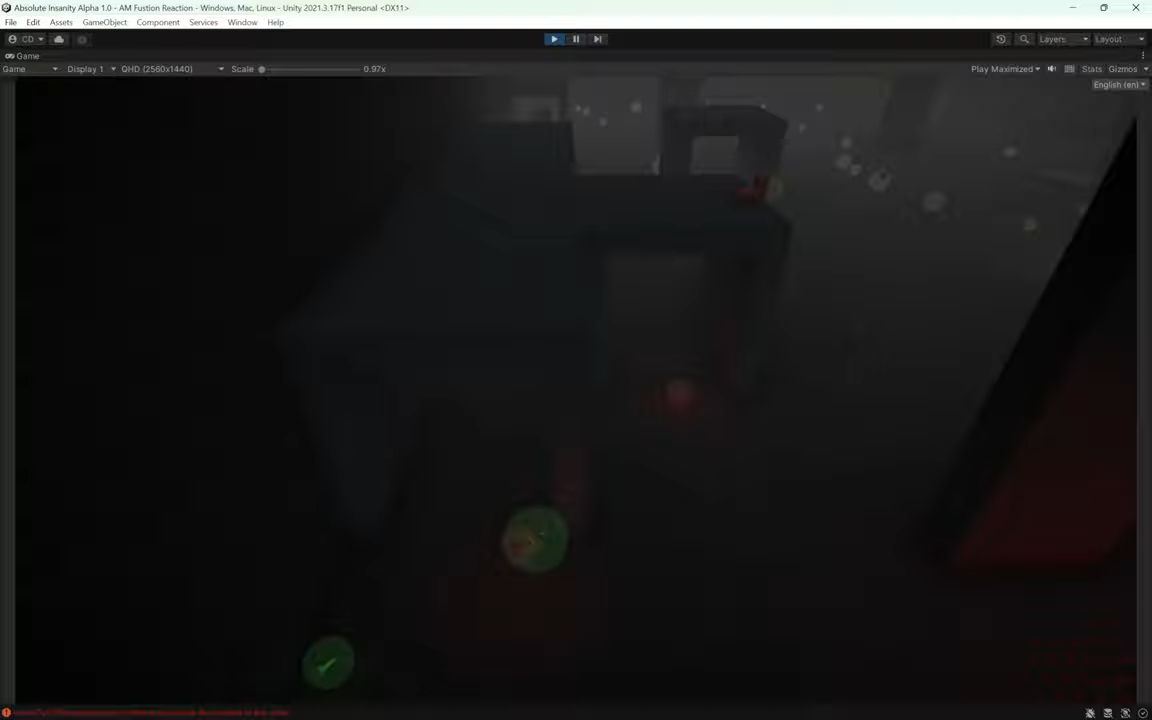 Absolute Insanity Alpha 1.0 - AM Fustion Reaction - Windows, Mac, Linux - Unity 2021.3.17f1 Personal <DX11>
File Edit Assets GameObject Component Services Window Help
CD Layers Layout
Game
Game Display 1 QHD (2560x1440) Scale 0.97x Play Maximized Stats Gizmos
English (en)